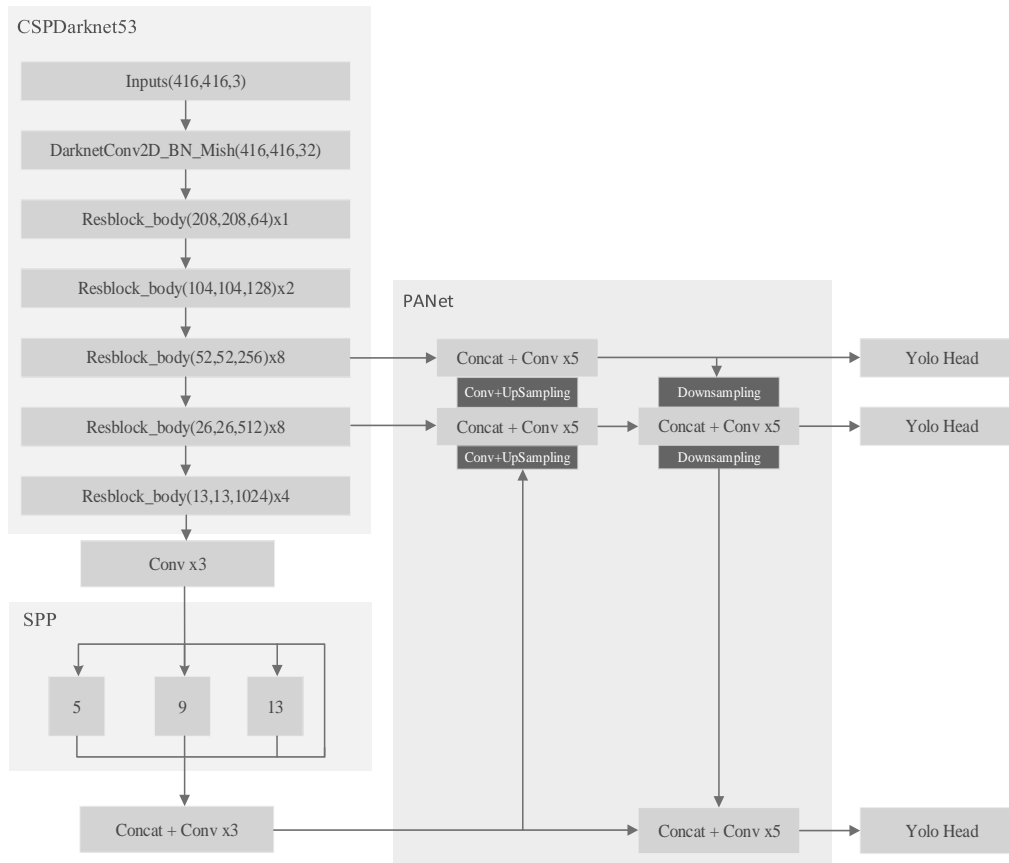 CSPDarknet53
Inputs(416,416,3)
DarknetConv2D_BN_Mish(416,416,32)
Resblock_body(208,208,64)x1
Resblock_body(104,104,128)x2
Resblock_body(52,52,256)x8
Resblock_body(26,26,512)x8
Resblock_body(13,13,1024)x4
Conv x3
SPP
5
9
13
Concat + Conv x3
PANet
Concat + Conv x5
Conv+UpSampling
Concat + Conv x5
Conv+UpSampling
Downsampling
Concat + Conv x5
Downsampling
Concat + Conv x5
Yolo Head
Yolo Head
Yolo Head